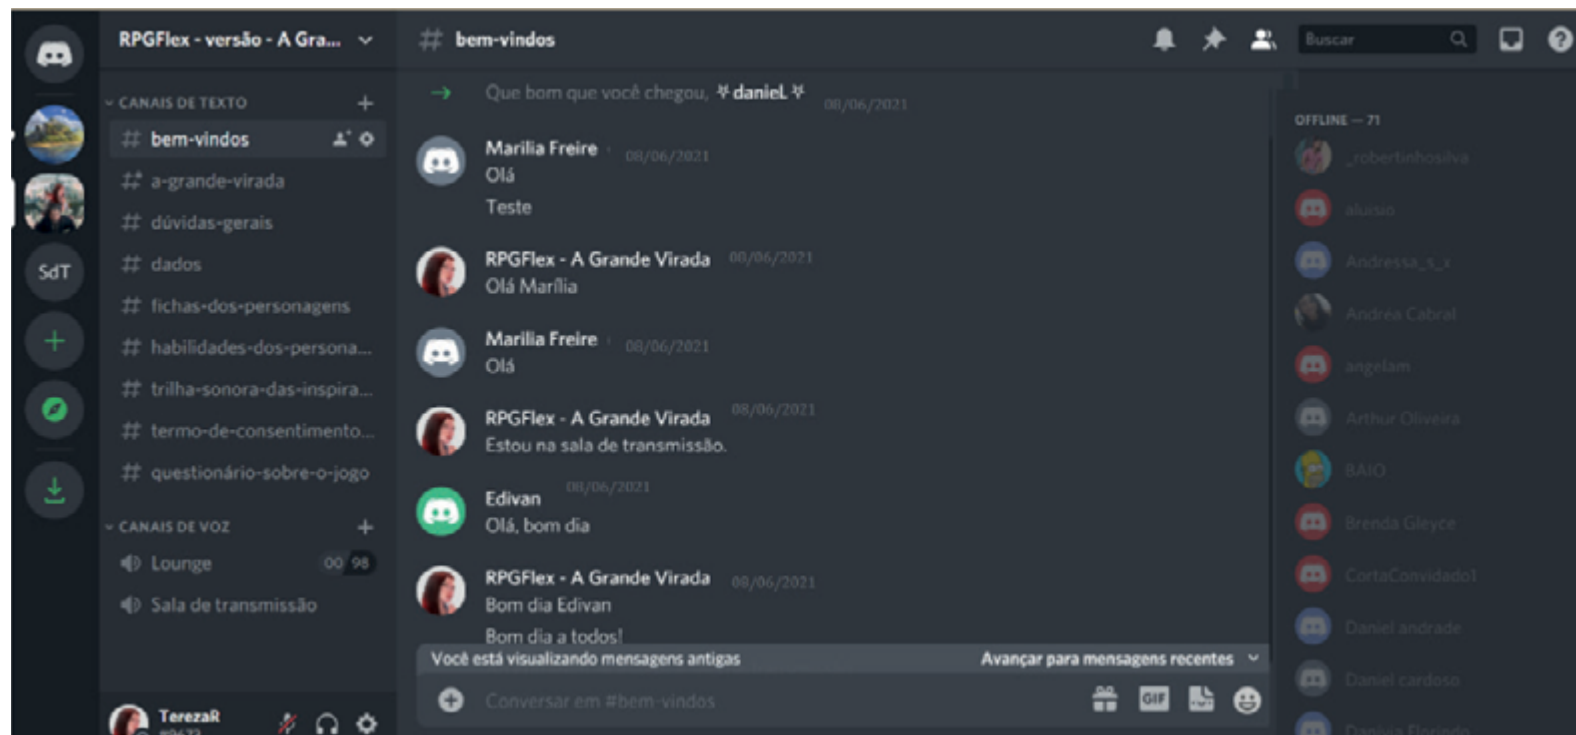 RPGFlex - versão - A Gra...
bem-vindos
Buscar
SdT
CANAIS DE TEXTO
bem-vindos
a-grande-virada
dúvidas-gerais
dados
fichas-dos-personagens
habilidades-dos-persona...
trilha-sonora-das-inspira...
termo-de-consentimento...
questionário-sobre-o-jogo
CANAIS DE VOZ
Lounge 00 98
Sala de transmissão
TerezaR
Que bom que você chegou, daniel 08/06/2021
Marilia Freire 08/06/2021
Olá
Teste
RPGFlex - A Grande Virada 08/06/2021
Olá Marília
Marilia Freire 08/06/2021
Olá
RPGFlex - A Grande Virada 08/06/2021
Estou na sala de transmissão.
Edivan 08/06/2021
Olá, bom dia
RPGFlex - A Grande Virada 08/06/2021
Bom dia Edivan
Bom dia a todos!
Você está visualizando mensagens antigas Avançar para mensagens recentes
Conversar em #bem-vindos
GIF
OFFLINE — 71
_robertinhosilva
aluisio
Andressa_s_x
Andréa Cabral
angelam
Arthur Oliveira
BAIO
Brenda Gleyce
CortaConvidado1
Daniel andrade
Daniel cardoso